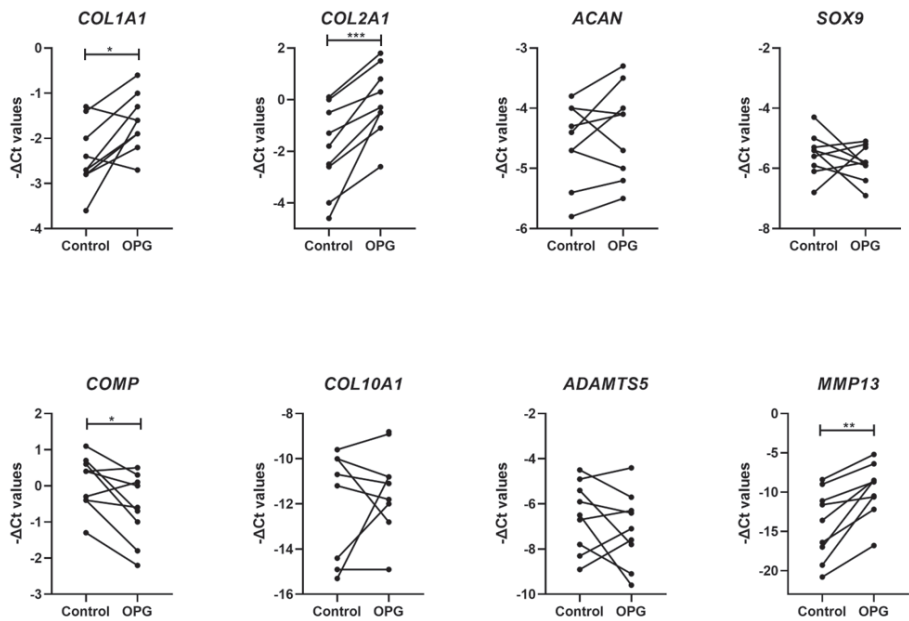 COL1A1 COL2A1 ACAN SOX9
* ***
0 2 -3 -2
-1 0 -4 -4
-2 -2 -5 -6
-3 -4 -6 -8
-4
-ΔCt values -ΔCt values -ΔCt values -ΔCt values
Control OPG Control OPG Control OPG Control OPG
COMP COL10A1 ADAMTS5 MMP13
* **
2 -8 -2 0
1 -10 -4 -5
0 -12 -6 -10
-1 -14 -8 -15
-2 -16 -10 -20
-3
-ΔCt values -ΔCt values -ΔCt values -ΔCt values
Control OPG Control OPG Control OPG Control OPG